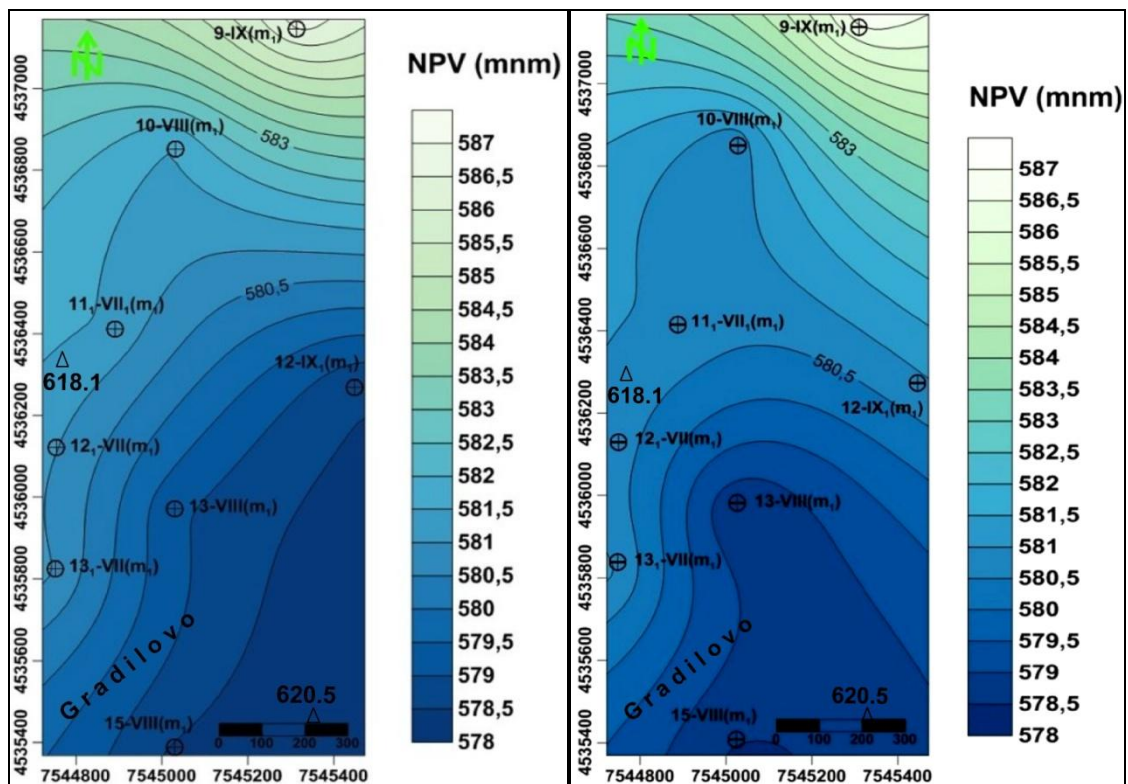 N
9-IX(m₁)
4537000
10-VIII(m₁)
583
4536800
4536600
580,5
11₁-VII₁(m₁)
4536400
12-IX₁(m₁)
618.1
4536200
12₁-VII(m₁)
4536000
13-VIII(m₁)
13₁-VII(m₁)
4535800
4535600
Gradilovo
620.5
15-VIII(m₁)
0 100 200 300
4535400
7544800 7545000 7545200 7545400
NPV (mnm)
587
586,5
586
585,5
585
584,5
584
583,5
583
582,5
582
581,5
581
580,5
580
579,5
579
578,5
578
N
9-IX(m₁)
4537000
10-VIII(m₁)
583
4536800
4536600
11₁-VII₁(m₁)
4536400
580,5
618.1
12-IX₁(m₁)
4536200
12₁-VII(m₁)
4536000
13-VIII(m₁)
13₁-VII(m₁)
4535800
4535600
Gradilovo
620.5
15-VIII(m₁)
0 100 200 300
4535400
7544800 7545000 7545200 7545400
NPV (mnm)
587
586,5
586
585,5
585
584,5
584
583,5
583
582,5
582
581,5
581
580,5
580
579,5
579
578,5
578